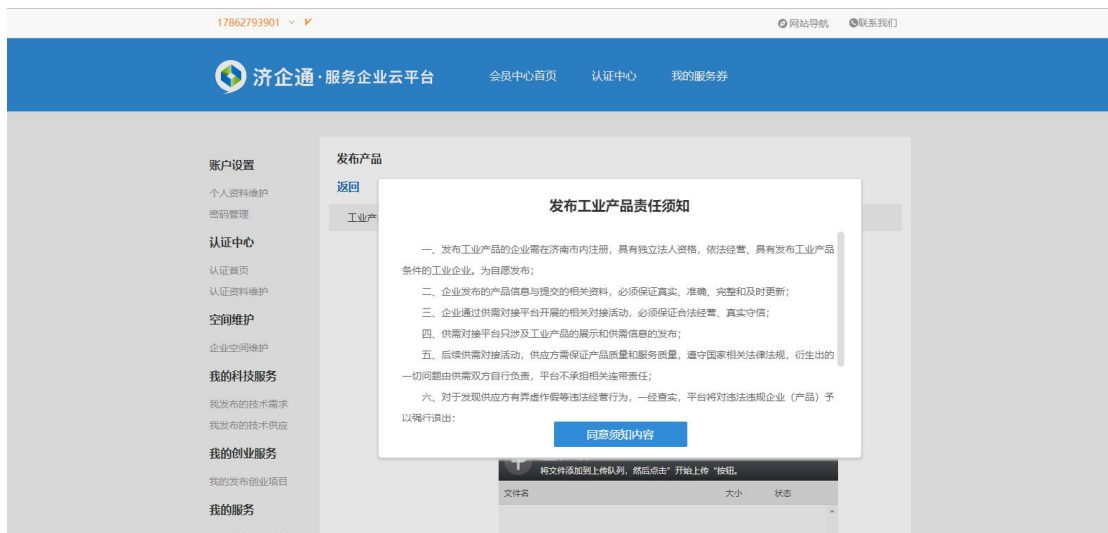 17862793901
网站导航
联系我们
济企通·服务企业云平台
会员中心首页
认证中心
我的服务券
账户设置
个人资料维护
密码管理
认证中心
认证首页
认证资料维护
空间维护
企业空间维护
我的科技服务
我发布的技术需求
我发布的技术供应
我的创业服务
我的发布创业项目
我的服务
发布产品
返回
工业产
发布工业产品责任须知
一、发布工业产品的企业需在济南市内注册，具有独立法人资格，依法经营、具有发布工业产品
条件的工业企业。为自愿发布；
二、企业发布的产品信息与提交的相关资料，必须保证真实、准确、完整和及时更新；
三、企业通过供需对接平台开展的相关对接活动，必须保证合法经营、真实守信；
四、供需对接平台只涉及工业产品的展示和供需信息的发布；
五、后续供需对接活动，供应方需保证产品质量和服务质量，遵守国家相关法律法规，衍生出的
一切问题由供需双方自行负责，平台不承担相关连带责任；
六、对于发现供应方有弄虚作假等违法经营行为，一经查实，平台将对违法违规企业（产品）予
以强行退出；
同意须知内容
将文件添加到上传队列，然后点击"开始上传"按钮。
文件名
大小
状态